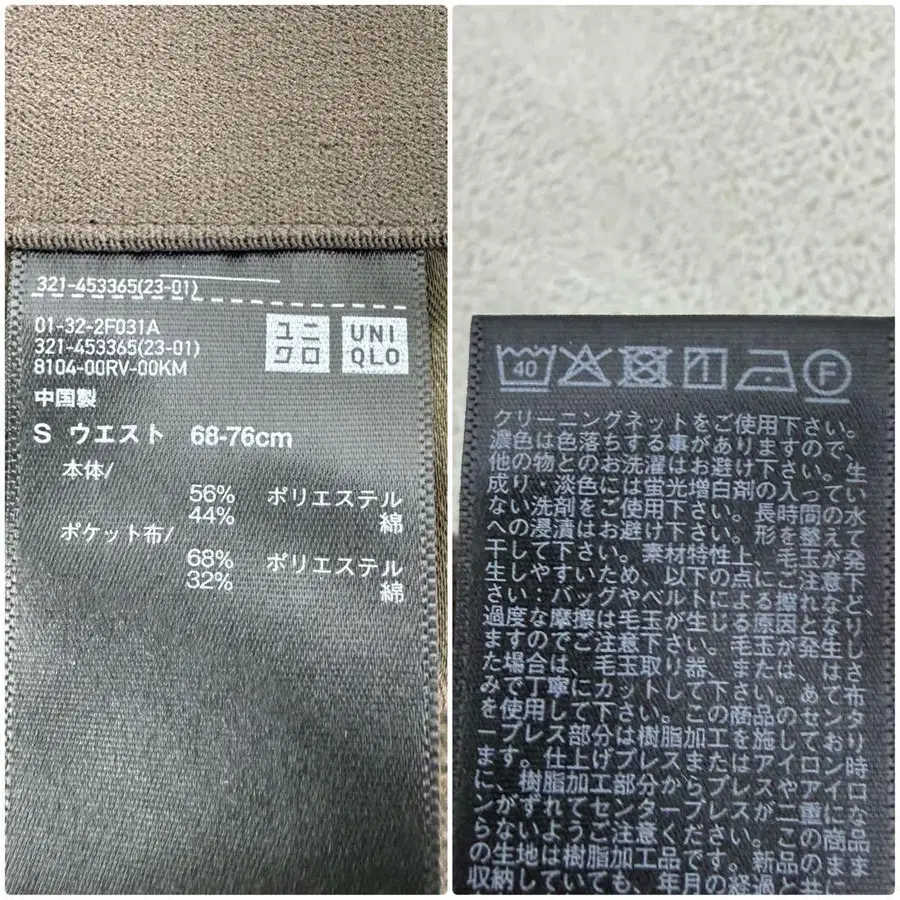 321-453365(23-01)
01-32-2F031A
321-453365(23-01)
8104-00RV-00KM
ユニ
クロ
UNI
QLO
中国製
S ウエスト 68-76cm
本体/
56% ポリエステル
44% 綿
ポケット布/
68% ポリエステル
32% 綿
40
F
クリーニングネットをご使用下さい。
濃色は色落ちする事がありますので、
他の物とのお洗濯はお避け下さい。生
成り・淡色には蛍光増白剤の入ってい
ない洗剤をご使用下さい。長時間の水
への浸漬はお避け下さい。形を整えて
干して下さい。素材特性上、毛玉が発
生しやすいため、以下の点にご注意下
さい：バッグやベルトによる擦れなど、
過度な摩擦は毛玉が生じる原因となり
ますのでご注意下さい。毛玉が発生し
た場合は、毛玉取り器、または、はさ
みで丁寧にカットして下さい。あて布
を使用して下さい。この商品のセンタ
ープレス部分は樹脂加工を施しており
ます。仕上げプレスまたはアイロン時
に、樹脂加工部分からプレスやアイロ
ンがずれてセンタープレスが二重にな
らないようご注意ください。この商品
の生地は樹脂加工品です。新品のまま
収納していても、年月の経過と共に